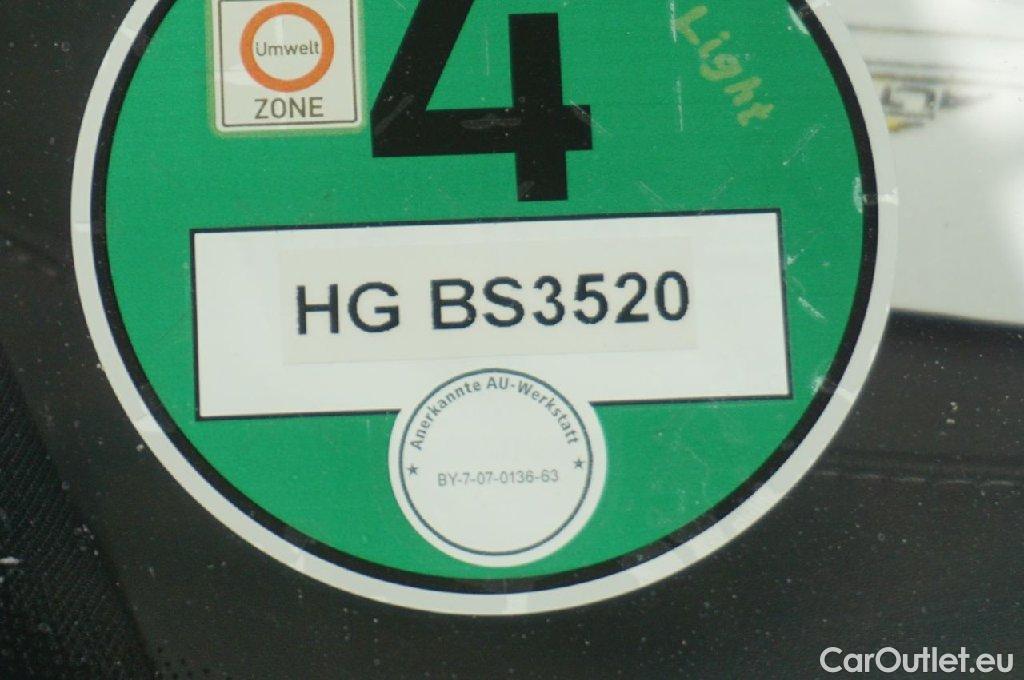 4
Umwelt
ZONE
Light
HG BS3520
Anerkannte AU-Werkstatt
BY-7-07-0136-63
CarOutlet.eu